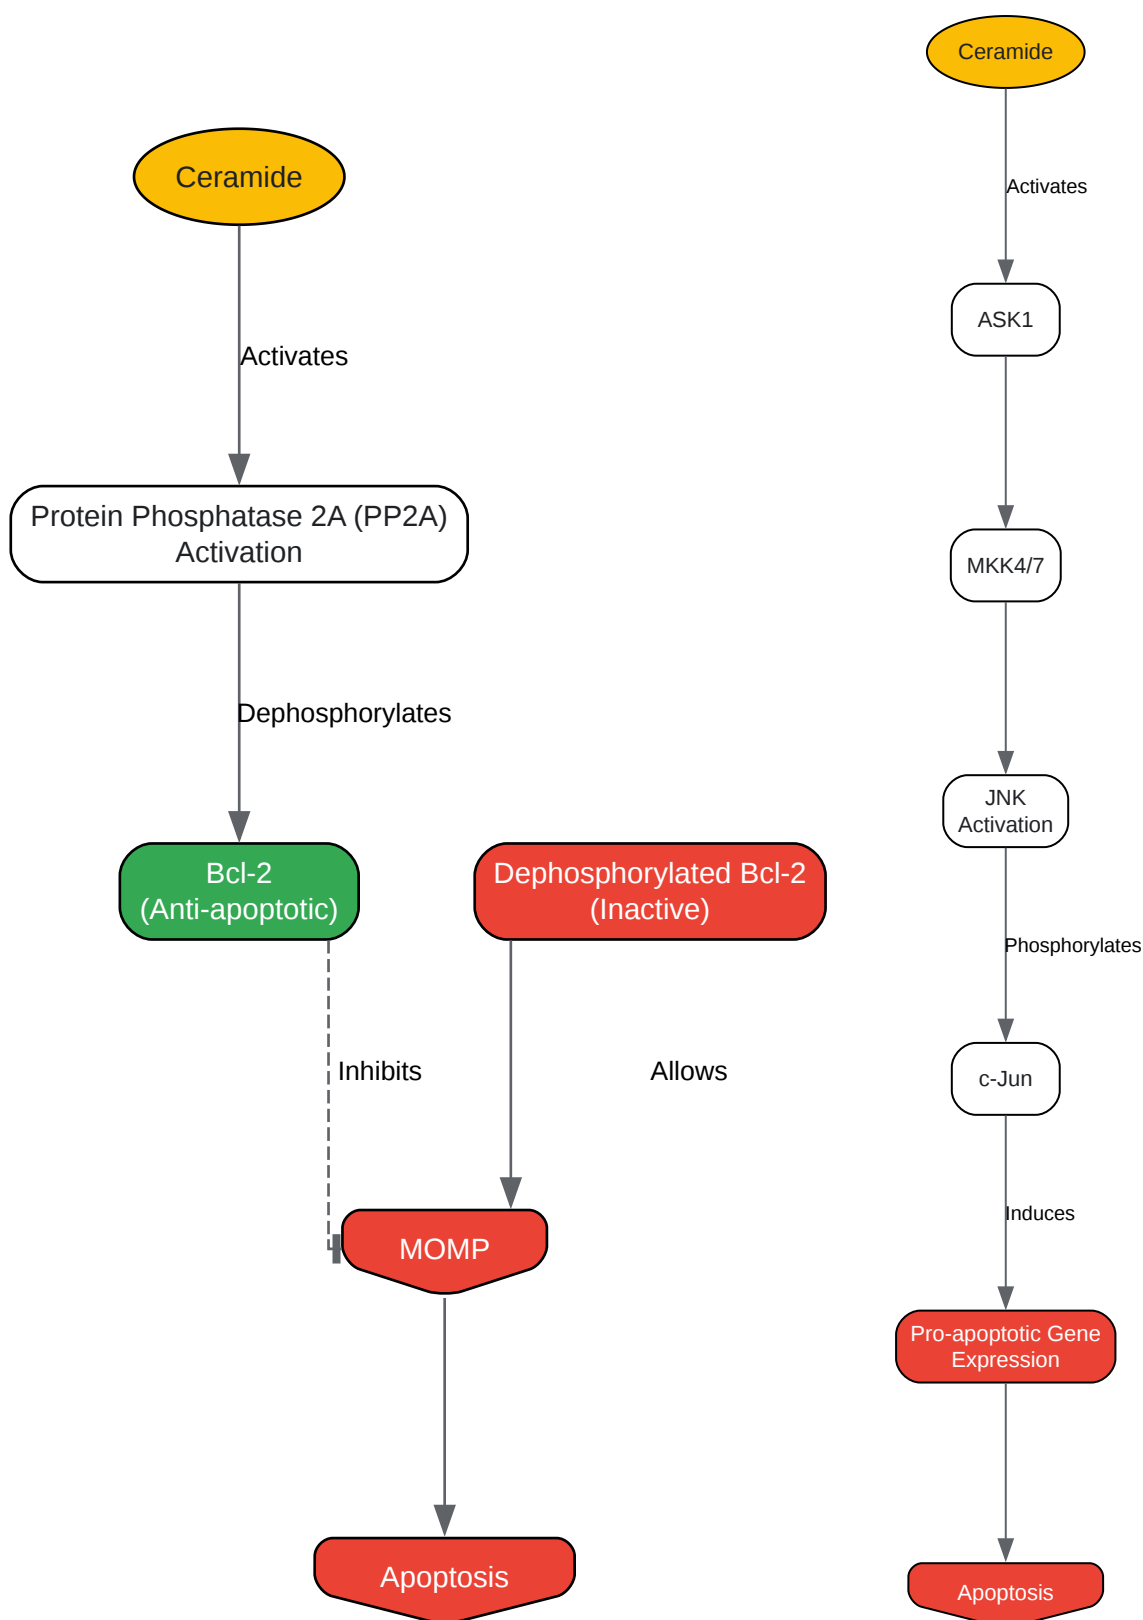 Ceramide
Activates
Protein Phosphatase 2A (PP2A)
Activation
Dephosphorylates
Bcl-2
(Anti-apoptotic)
Dephosphorylated Bcl-2
(Inactive)
Inhibits
Allows
MOMP
Apoptosis
Ceramide
Activates
ASK1
MKK4/7
JNK
Activation
Phosphorylates
c-Jun
Induces
Pro-apoptotic Gene
Expression
Apoptosis